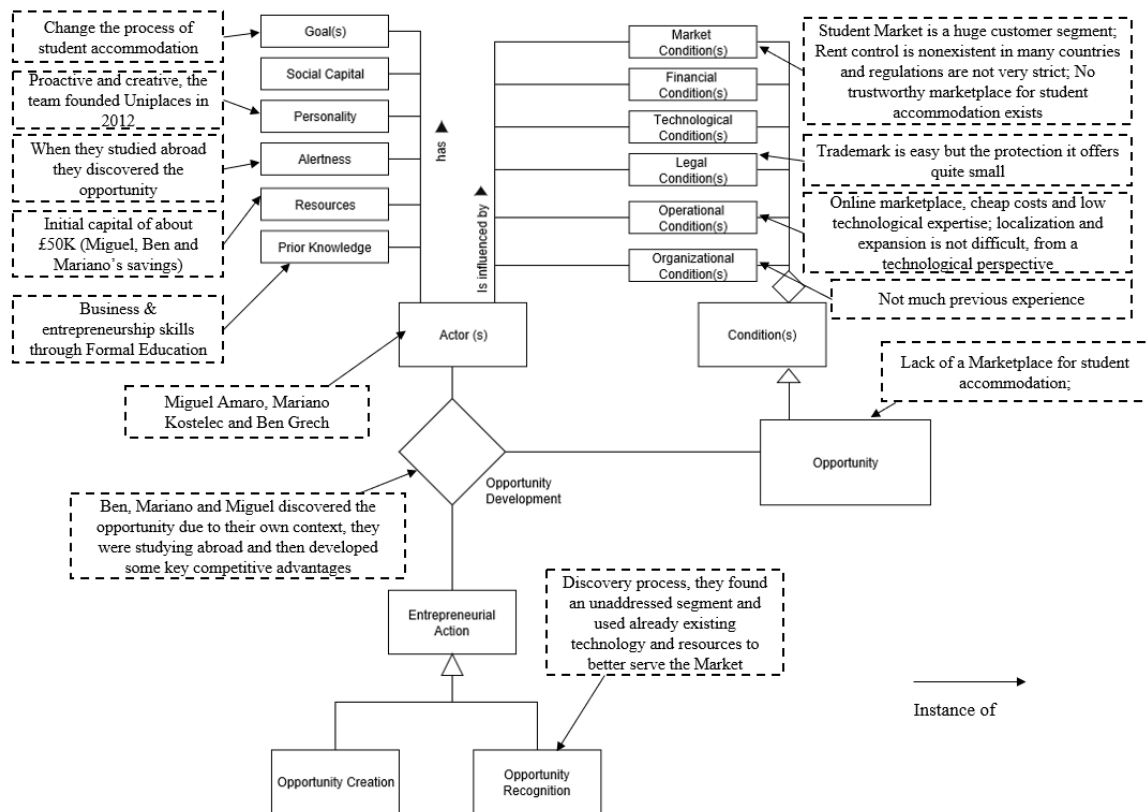 Change the process of
student accommodation
Goal(s)
Social Capital
Proactive and creative, the
team founded Uniplaces in
2012
Personality
When they studied abroad
they discovered the
opportunity
Alertness
Initial capital of about
£50K (Miguel, Ben and
Mariano’s savings)
Resources
Prior Knowledge
Business &
entrepreneurship skills
through Formal Education
has
Is influenced by
Market
Condition(s)
Financial
Condition(s)
Technological
Condition(s)
Legal
Condition(s)
Operational
Condition(s)
Organizational
Condition(s)
Student Market is a huge customer segment;
Rent control is nonexistent in many countries
and regulations are not very strict; No
trustworthy marketplace for student
accommodation exists
Trademark is easy but the protection it offers
quite small
Online marketplace, cheap costs and low
technological expertise; localization and
expansion is not difficult, from a
technological perspective
Not much previous experience
Actor (s)
Condition(s)
Miguel Amaro, Mariano
Kostelec and Ben Grech
Lack of a Marketplace for student
accommodation;
Opportunity
Opportunity
Development
Ben, Mariano and Miguel discovered the
opportunity due to their own context, they
were studying abroad and then developed
some key competitive advantages
Entrepreneurial
Action
Discovery process, they found
an unaddressed segment and
used already existing
technology and resources to
better serve the Market
Instance of
Opportunity Creation
Opportunity
Recognition